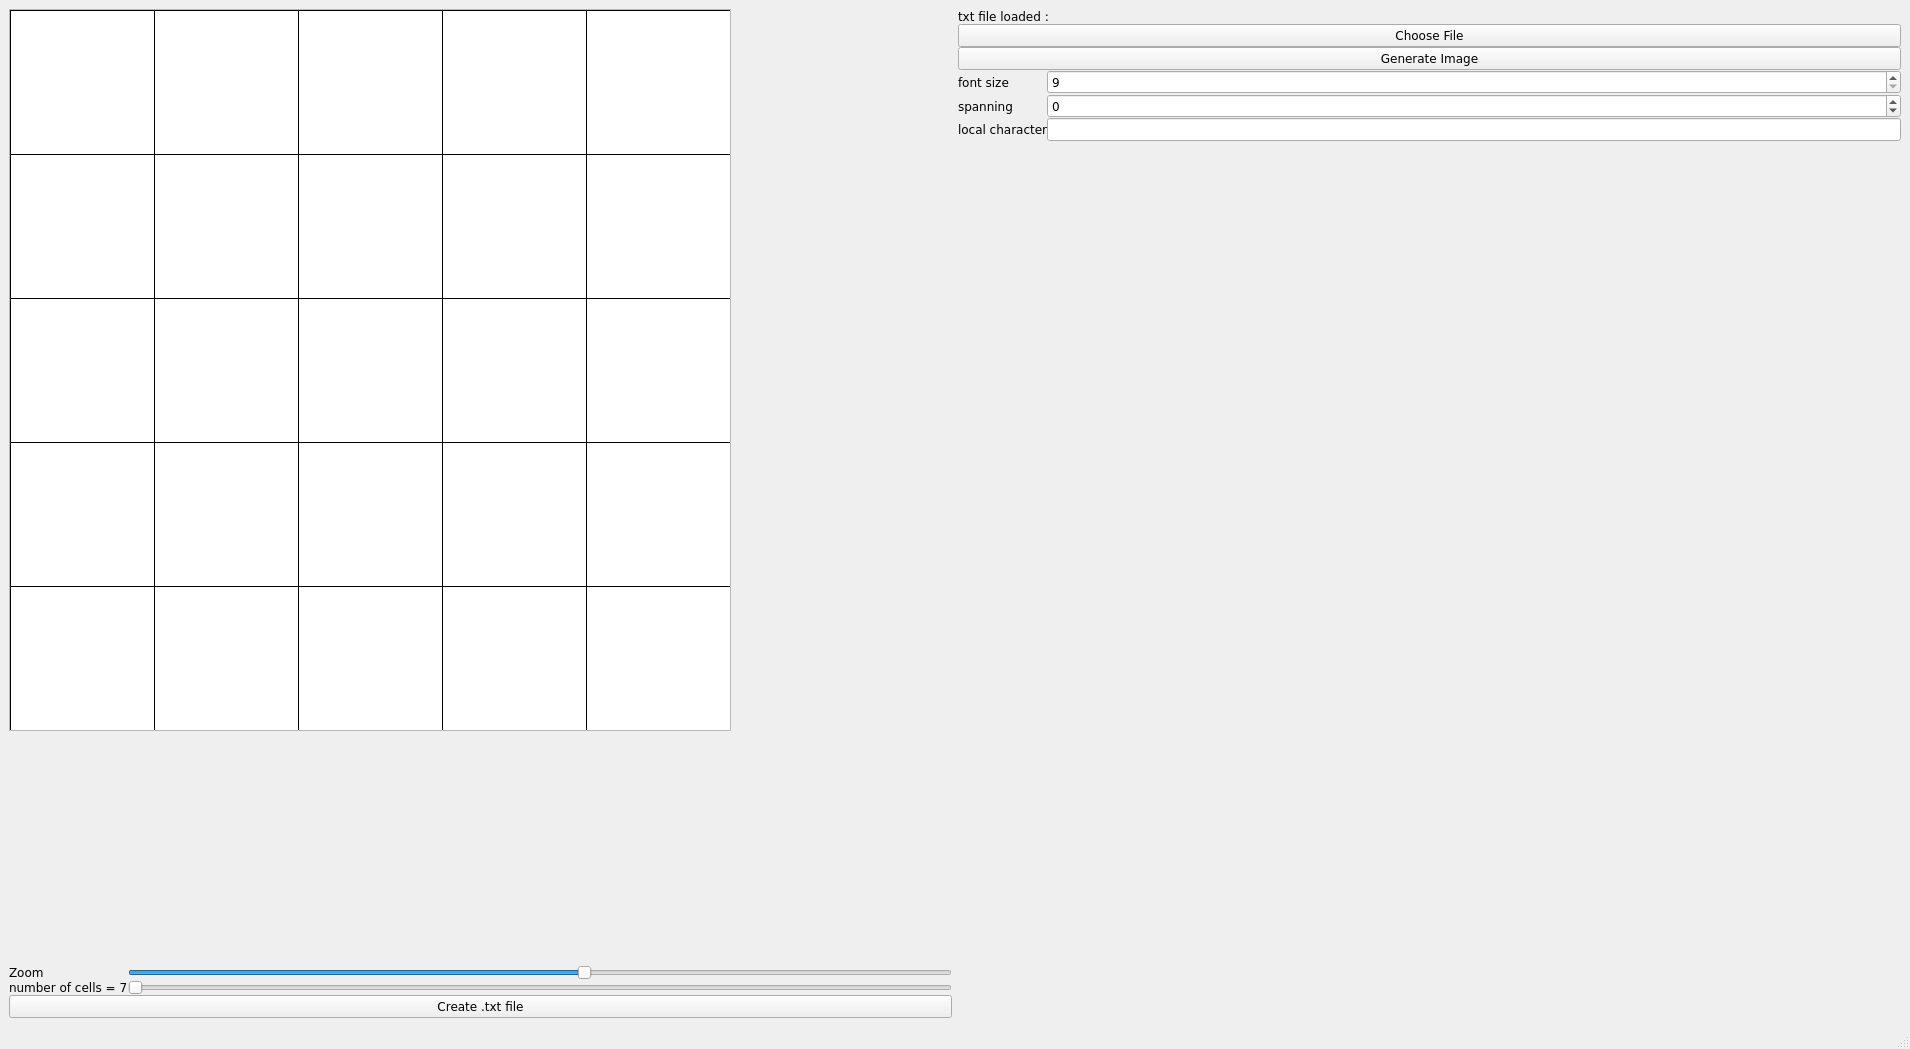 txt file loaded :
Choose File
Generate Image
font size 9
spanning 0
local character
Zoom
number of cells = 7
Create .txt file